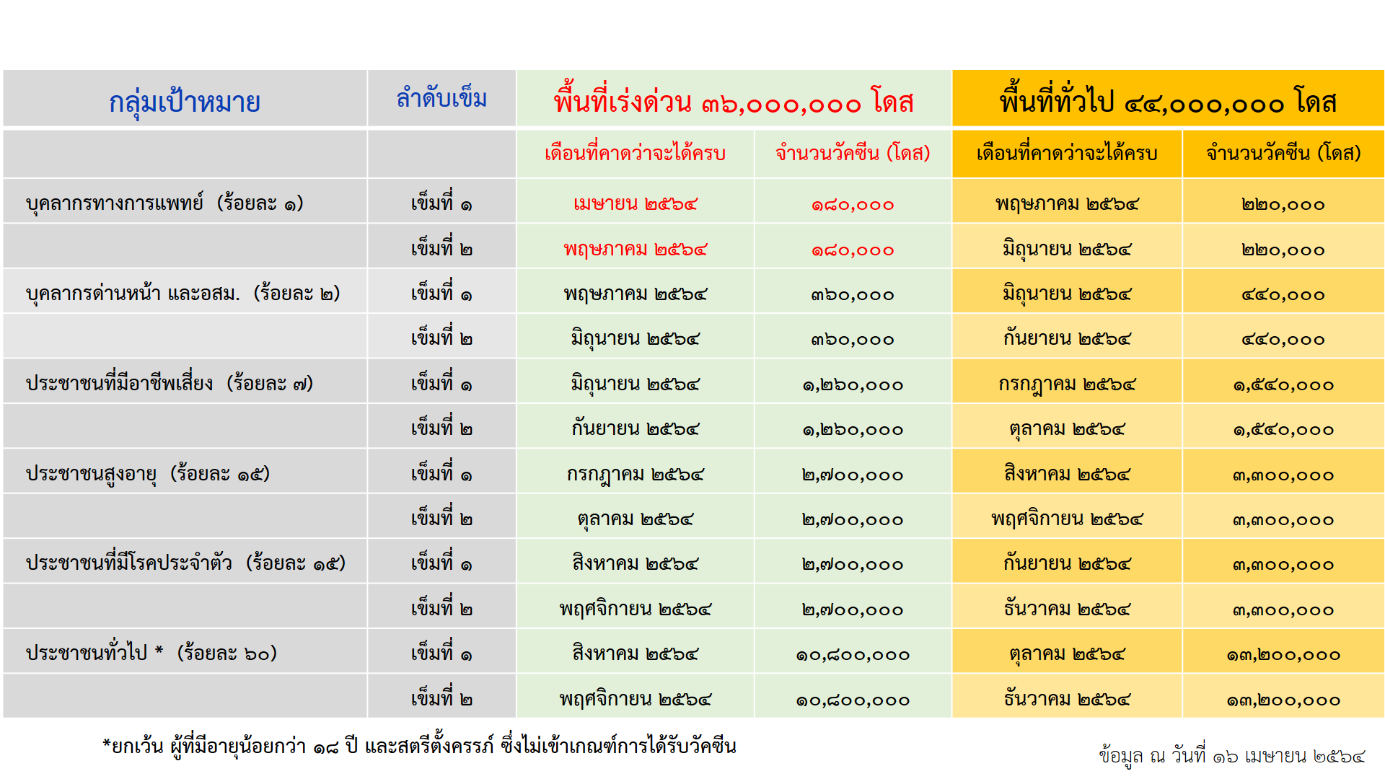 กลุ่มเป้าหมาย ลำดับเข็ม พื้นที่เร่งด่วน ๓๖,๐๐๐,๐๐๐ โดส พื้นที่ทั่วไป ๔๔,๐๐๐,๐๐๐ โดส
เดือนที่คาดว่าจะได้ครบ จำนวนวัคซีน (โดส) เดือนที่คาดว่าจะได้ครบ จำนวนวัคซีน (โดส)
บุคลากรทางการแพทย์ (ร้อยละ ๑) เข็มที่ ๑ เมษายน ๒๕๖๔ ๑๘๐,๐๐๐ พฤษภาคม ๒๕๖๔ ๒๒๐,๐๐๐
เข็มที่ ๒ พฤษภาคม ๒๕๖๔ ๑๘๐,๐๐๐ มิถุนายน ๒๕๖๔ ๒๒๐,๐๐๐
บุคลากรด่านหน้า และอสม. (ร้อยละ ๒) เข็มที่ ๑ พฤษภาคม ๒๕๖๔ ๓๖๐,๐๐๐ มิถุนายน ๒๕๖๔ ๔๔๐,๐๐๐
เข็มที่ ๒ มิถุนายน ๒๕๖๔ ๓๖๐,๐๐๐ กันยายน ๒๕๖๔ ๔๔๐,๐๐๐
ประชาชนที่มีอาชีพเสี่ยง (ร้อยละ ๗) เข็มที่ ๑ มิถุนายน ๒๕๖๔ ๑,๒๖๐,๐๐๐ กรกฎาคม ๒๕๖๔ ๑,๕๔๐,๐๐๐
เข็มที่ ๒ กันยายน ๒๕๖๔ ๑,๒๖๐,๐๐๐ ตุลาคม ๒๕๖๔ ๑,๕๔๐,๐๐๐
ประชาชนสูงอายุ (ร้อยละ ๑๕) เข็มที่ ๑ กรกฎาคม ๒๕๖๔ ๒,๗๐๐,๐๐๐ สิงหาคม ๒๕๖๔ ๓,๓๐๐,๐๐๐
เข็มที่ ๒ ตุลาคม ๒๕๖๔ ๒,๗๐๐,๐๐๐ พฤศจิกายน ๒๕๖๔ ๓,๓๐๐,๐๐๐
ประชาชนที่มีโรคประจำตัว (ร้อยละ ๑๕) เข็มที่ ๑ สิงหาคม ๒๕๖๔ ๒,๗๐๐,๐๐๐ กันยายน ๒๕๖๔ ๓,๓๐๐,๐๐๐
เข็มที่ ๒ พฤศจิกายน ๒๕๖๔ ๒,๗๐๐,๐๐๐ ธันวาคม ๒๕๖๔ ๓,๓๐๐,๐๐๐
ประชาชนทั่วไป * (ร้อยละ ๖๐) เข็มที่ ๑ สิงหาคม ๒๕๖๔ ๑๐,๘๐๐,๐๐๐ ตุลาคม ๒๕๖๔ ๑๓,๒๐๐,๐๐๐
เข็มที่ ๒ พฤศจิกายน ๒๕๖๔ ๑๐,๘๐๐,๐๐๐ ธันวาคม ๒๕๖๔ ๑๓,๒๐๐,๐๐๐
*ยกเว้น ผู้ที่มีอายุน้อยกว่า ๑๘ ปี และสตรีตั้งครรภ์ ซึ่งไม่เข้าเกณฑ์การได้รับวัคซีน
ข้อมูล ณ วันที่ ๑๖ เมษายน ๒๕๖๔